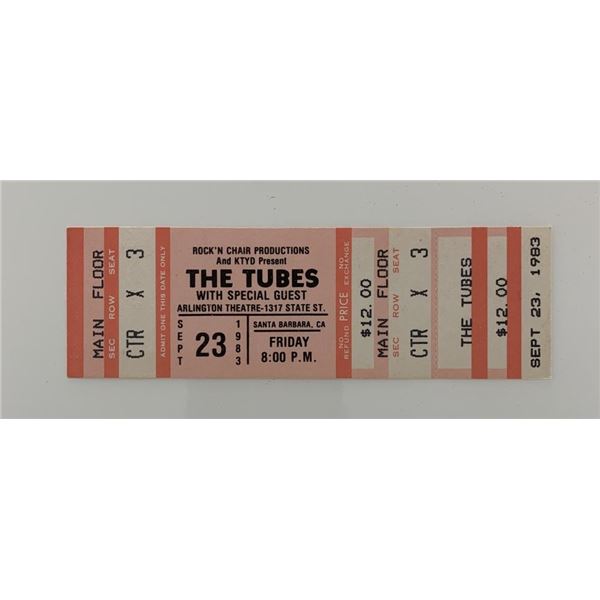 MAIN FLOOR
SEC ROW SEAT
CTR X 3
ADMIT ONE THIS DATE ONLY
ROCK'N CHAIR PRODUCTIONS
And KTYD Present
THE TUBES
WITH SPECIAL GUEST
ARLINGTON THEATRE-1317 STATE ST.
SEPT
23
1983
SANTA BARBARA, CA
FRIDAY
8:00 P.M.
NO REFUND
PRICE
NO EXCHANGE
$12.00
MAIN FLOOR
SEC ROW SEAT
CTR X 3
THE TUBES
$12.00
SEPT 23, 1983